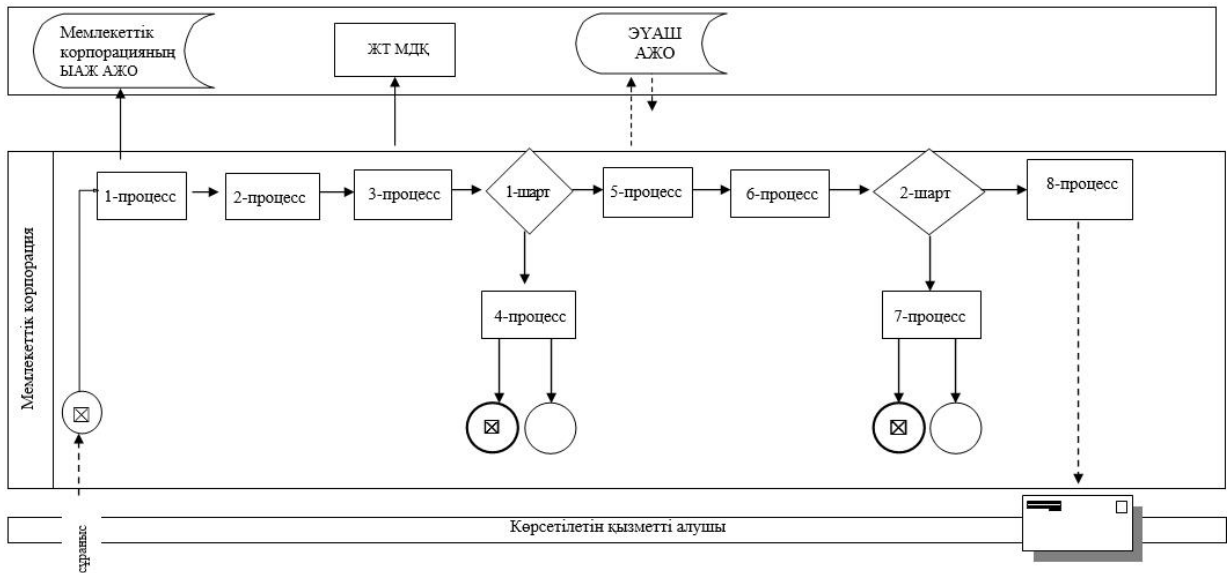 Мемлекеттік
корпорацияның
ЫАЖ АЖО
ЖТ МДҚ
ЭҮАШ
АЖО
Мемлекеттік корпорация
1-процесс
2-процесс
3-процесс
1-шарт
5-процесс
6-процесс
2-шарт
8-процесс
4-процесс
7-процесс
сұраныс
Көрсетілетін қызметті алушы